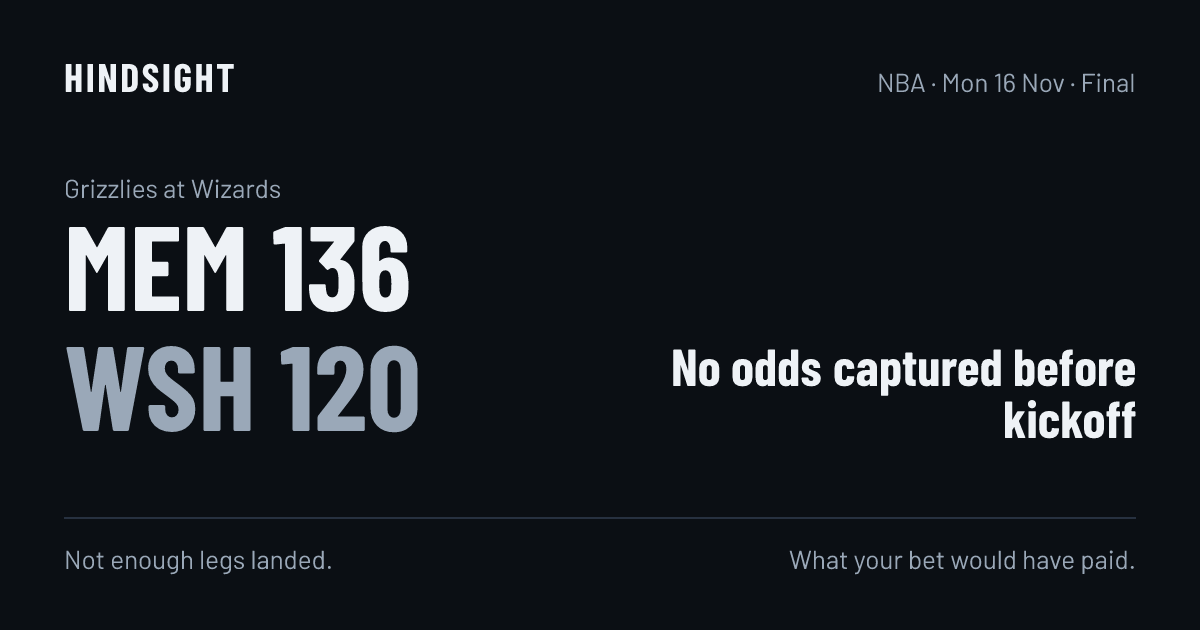 HINDSIGHT
NBA · Mon 16 Nov · Final
Grizzlies at Wizards
MEM 136
WSH 120
No odds captured before
kickoff
Not enough legs landed.
What your bet would have paid.